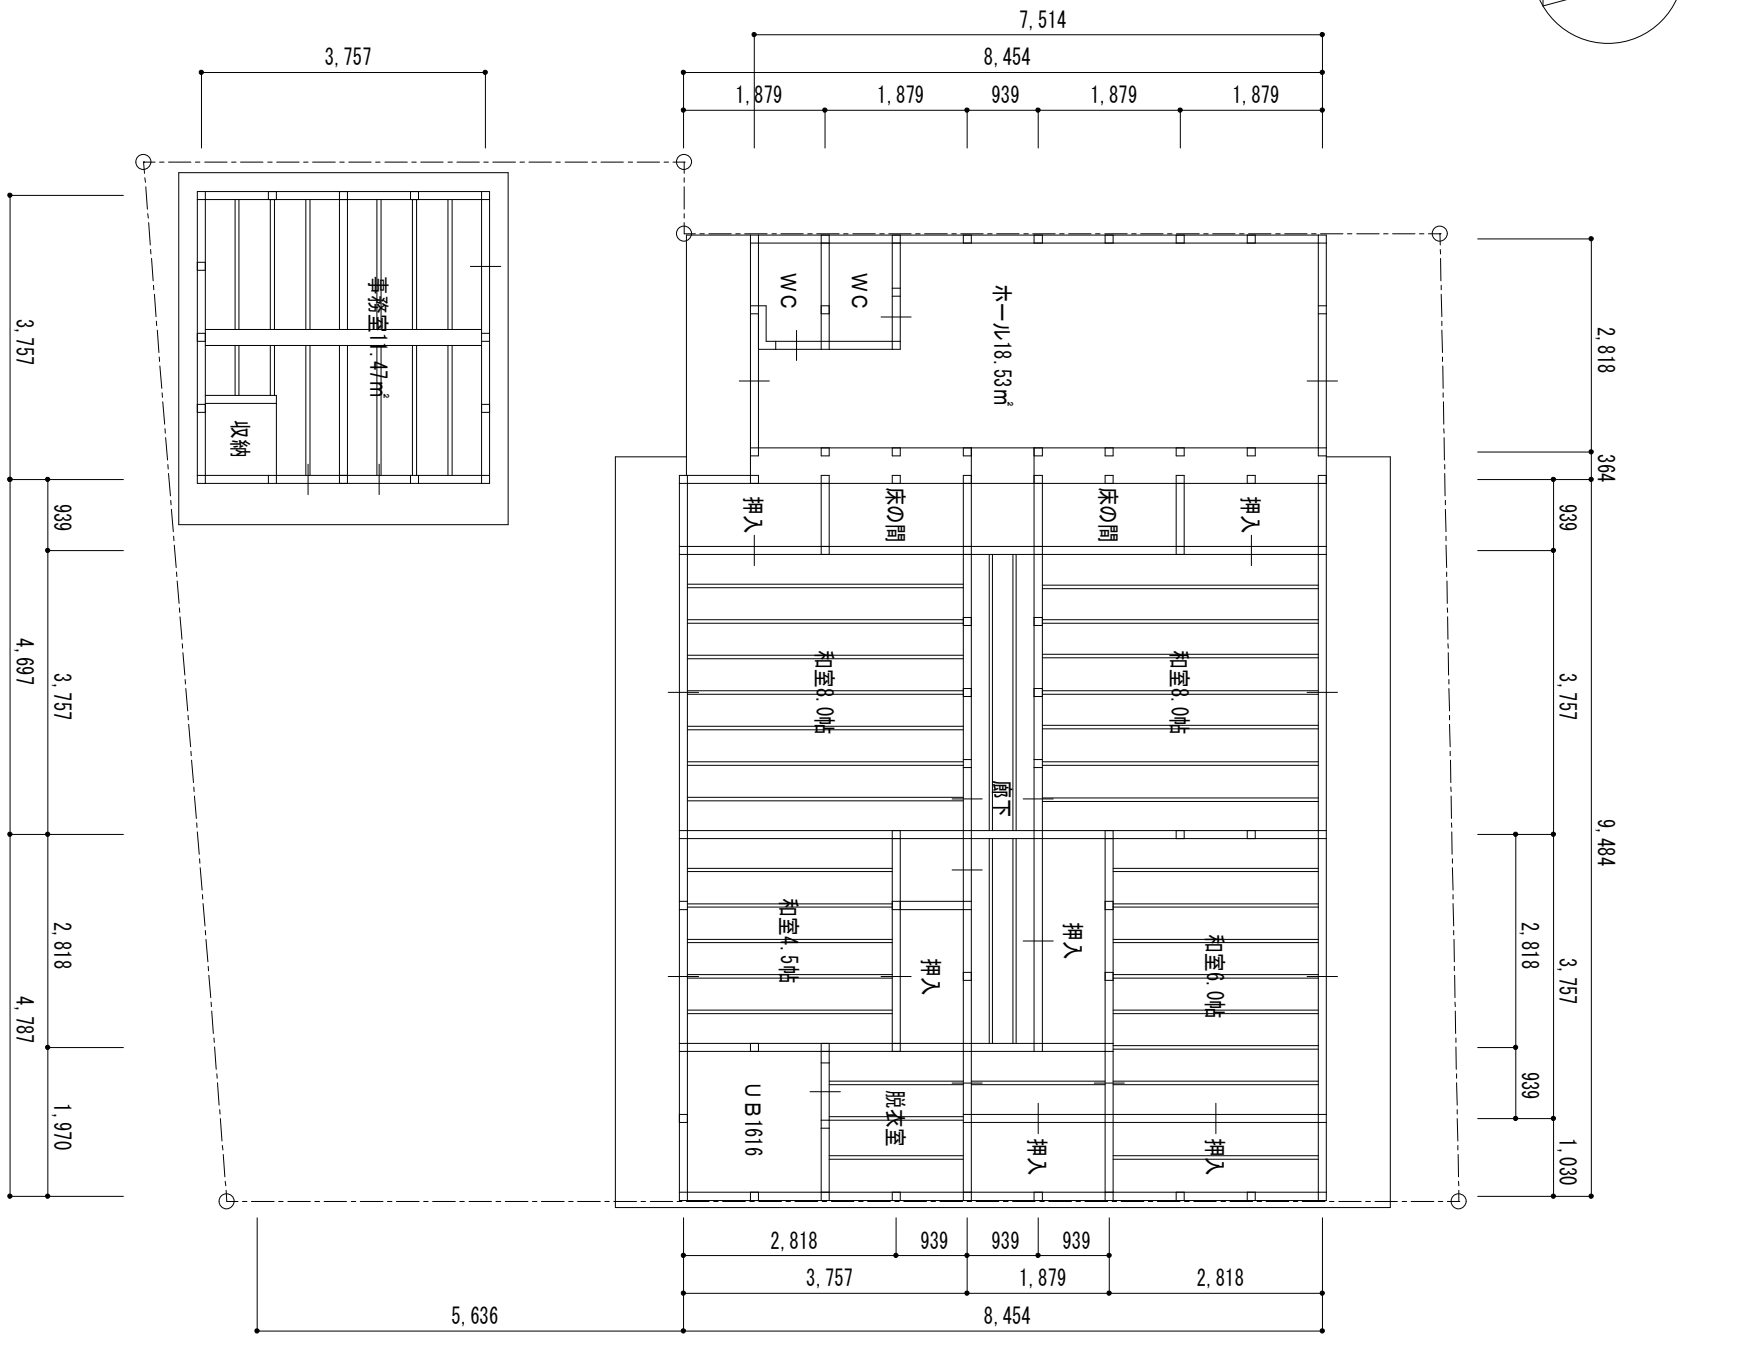 7,514
8,454
3,757
1,879
1,879
939
1,879
1,879
WC
WC
ホール18.53㎡
事務室11.47㎡
収納
3,757
2,818
364
939
939
押入
床の間
床の間
押入
4,697
3,757
和室8.0帖
和室8.0帖
3,757
廊下
9,484
4,787
2,818
和室4.5帖
押入
押入
和室6.0帖
2,818
3,757
939
1,970
UB1616
脱衣室
押入
押入
1,030
2,818
939
939
939
3,757
1,879
2,818
5,636
8,454